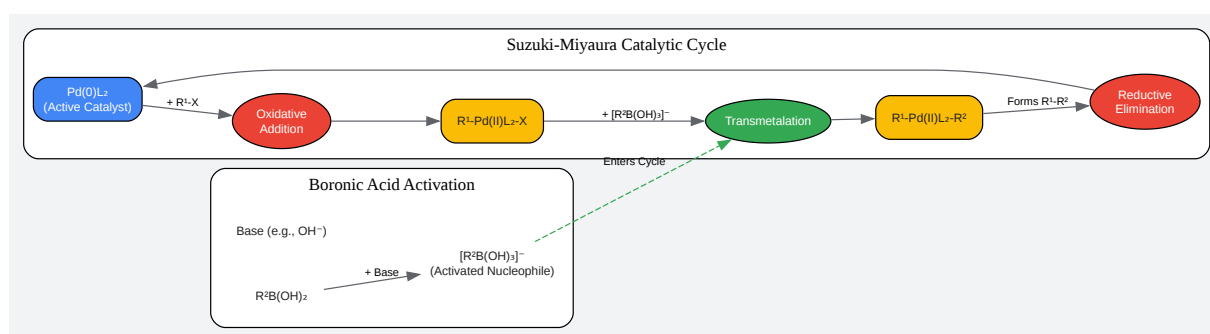 Suzuki-Miyaura Catalytic Cycle
Pd(0)L₂
(Active Catalyst)
+ R¹-X
Oxidative
Addition
R¹-Pd(II)L₂-X
+ [R²B(OH)₃]⁻
Transmetalation
R¹-Pd(II)L₂-R²
Forms R¹-R²
Reductive
Elimination
Enters Cycle
Boronic Acid Activation
Base (e.g., OH⁻)
[R²B(OH)₃]⁻
(Activated Nucleophile)
+ Base
R²B(OH)₂